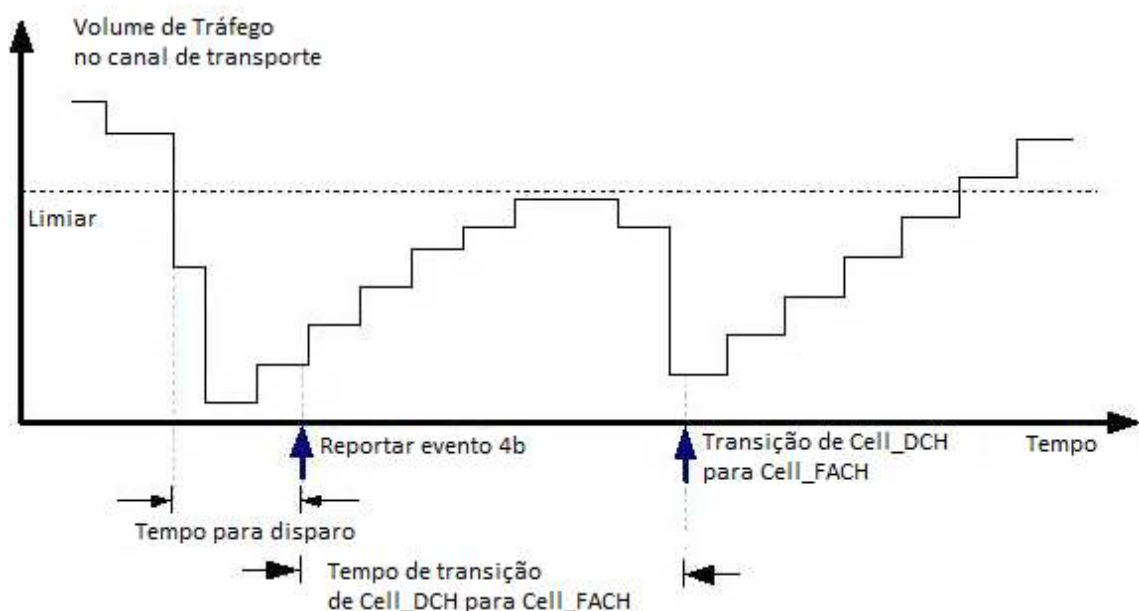 Volume de Tráfego
no canal de transporte
Limiar
Reportar evento 4b
Transição de Cell_DCH
para Cell_FACH
Tempo
Tempo para disparo
Tempo de transição
de Cell_DCH para Cell_FACH